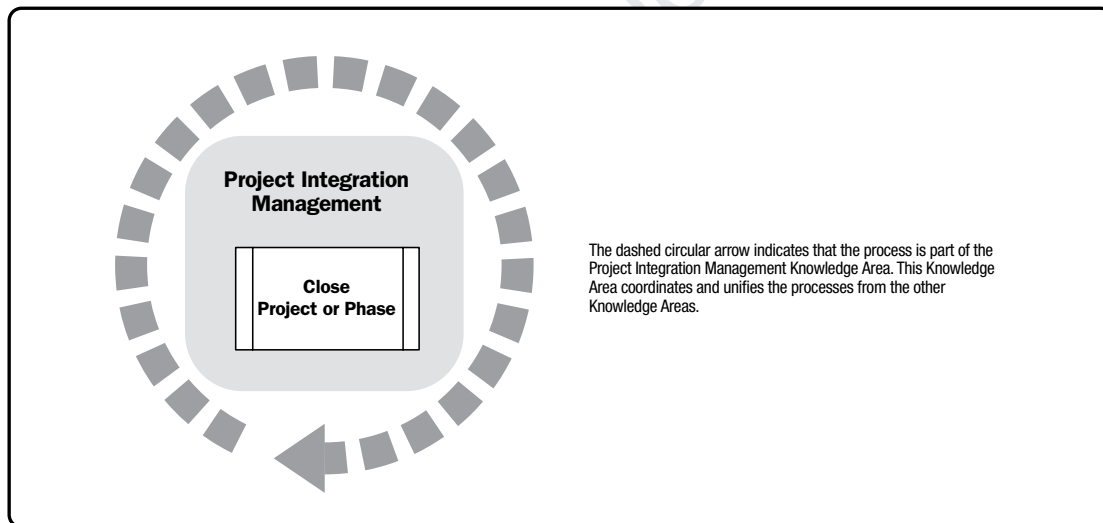 Project Integration
Management
Close
Project or Phase
The dashed circular arrow indicates that the process is part of the
Project Integration Management Knowledge Area. This Knowledge
Area coordinates and unifies the processes from the other
Knowledge Areas.